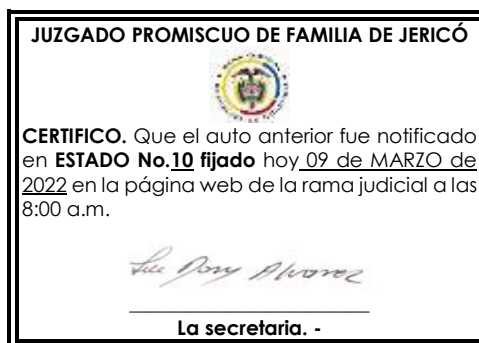 JUZGADO PROMISCUO DE FAMILIA DE JERICÓ
CERTIFICO. Que el auto anterior fue notificado
en ESTADO No.10 fijado hoy 09 de MARZO de
2022 en la página web de la rama judicial a las
8:00 a.m.
Alvarez
La secretaria. -